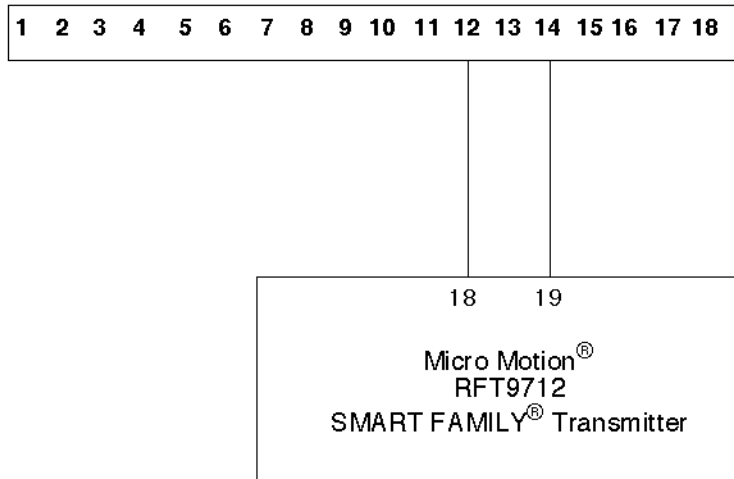 1 2 3 4 5 6 7 8 9 10 11 12 13 14 15 16 17 18
18 19
Micro Motion®
RFT9712
SMART FAMILY® Transmitter